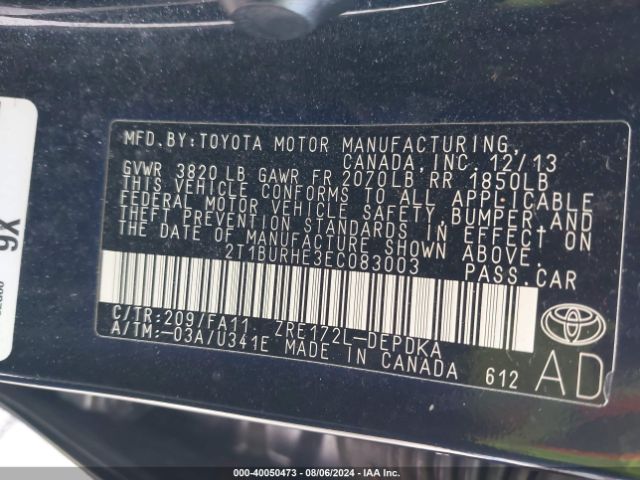 MFD. BY: TOYOTA MOTOR MANUFACTURING,
CANADA, INC. 12/13
GVWR 3820 LB GAWR FR 2070LB RR 1850LB
THIS VEHICLE CONFORMS TO ALL APPLICABLE
FEDERAL MOTOR VEHICLE SAFETY, BUMPER, AND
THEFT PREVENTION STANDARDS IN EFFECT ON
THE DATE OF MANUFACTURE SHOWN ABOVE.
2T1BURHE3EC083003 PASS.CAR
C/TR: 209/FA11 ZRE172L-DEPDKA
A/TM: -03A/U341E MADE IN CANADA
612 AD
9X
000-40050473 - 08/06/2024 - IAA Inc.